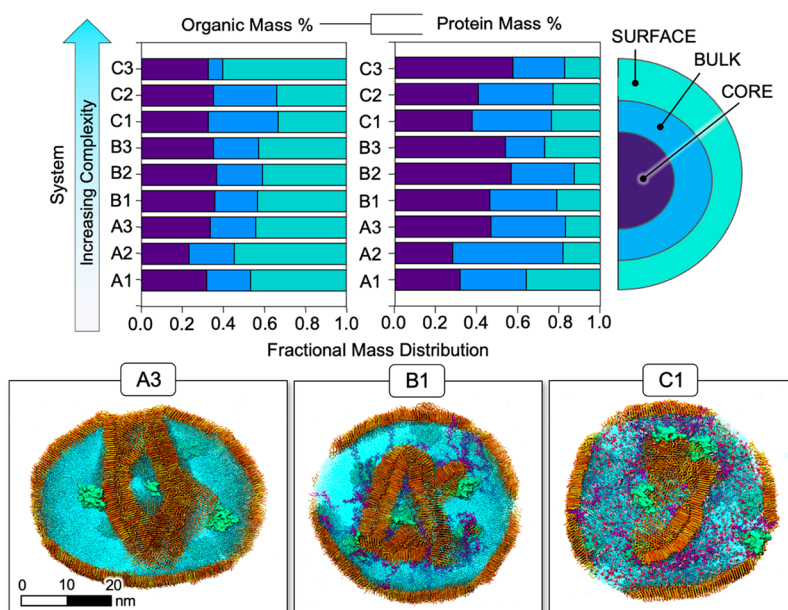 Organic Mass %
Protein Mass %
SURFACE
BULK
CORE
System
Increasing Complexity
C3
C2
C1
B3
B2
B1
A3
A2
A1
C3
C2
C1
B3
B2
B1
A3
A2
A1
0.0 0.2 0.4 0.6 0.8 1.0
0.0 0.2 0.4 0.6 0.8 1.0
Fractional Mass Distribution
A3
B1
C1
0 10 20
nm